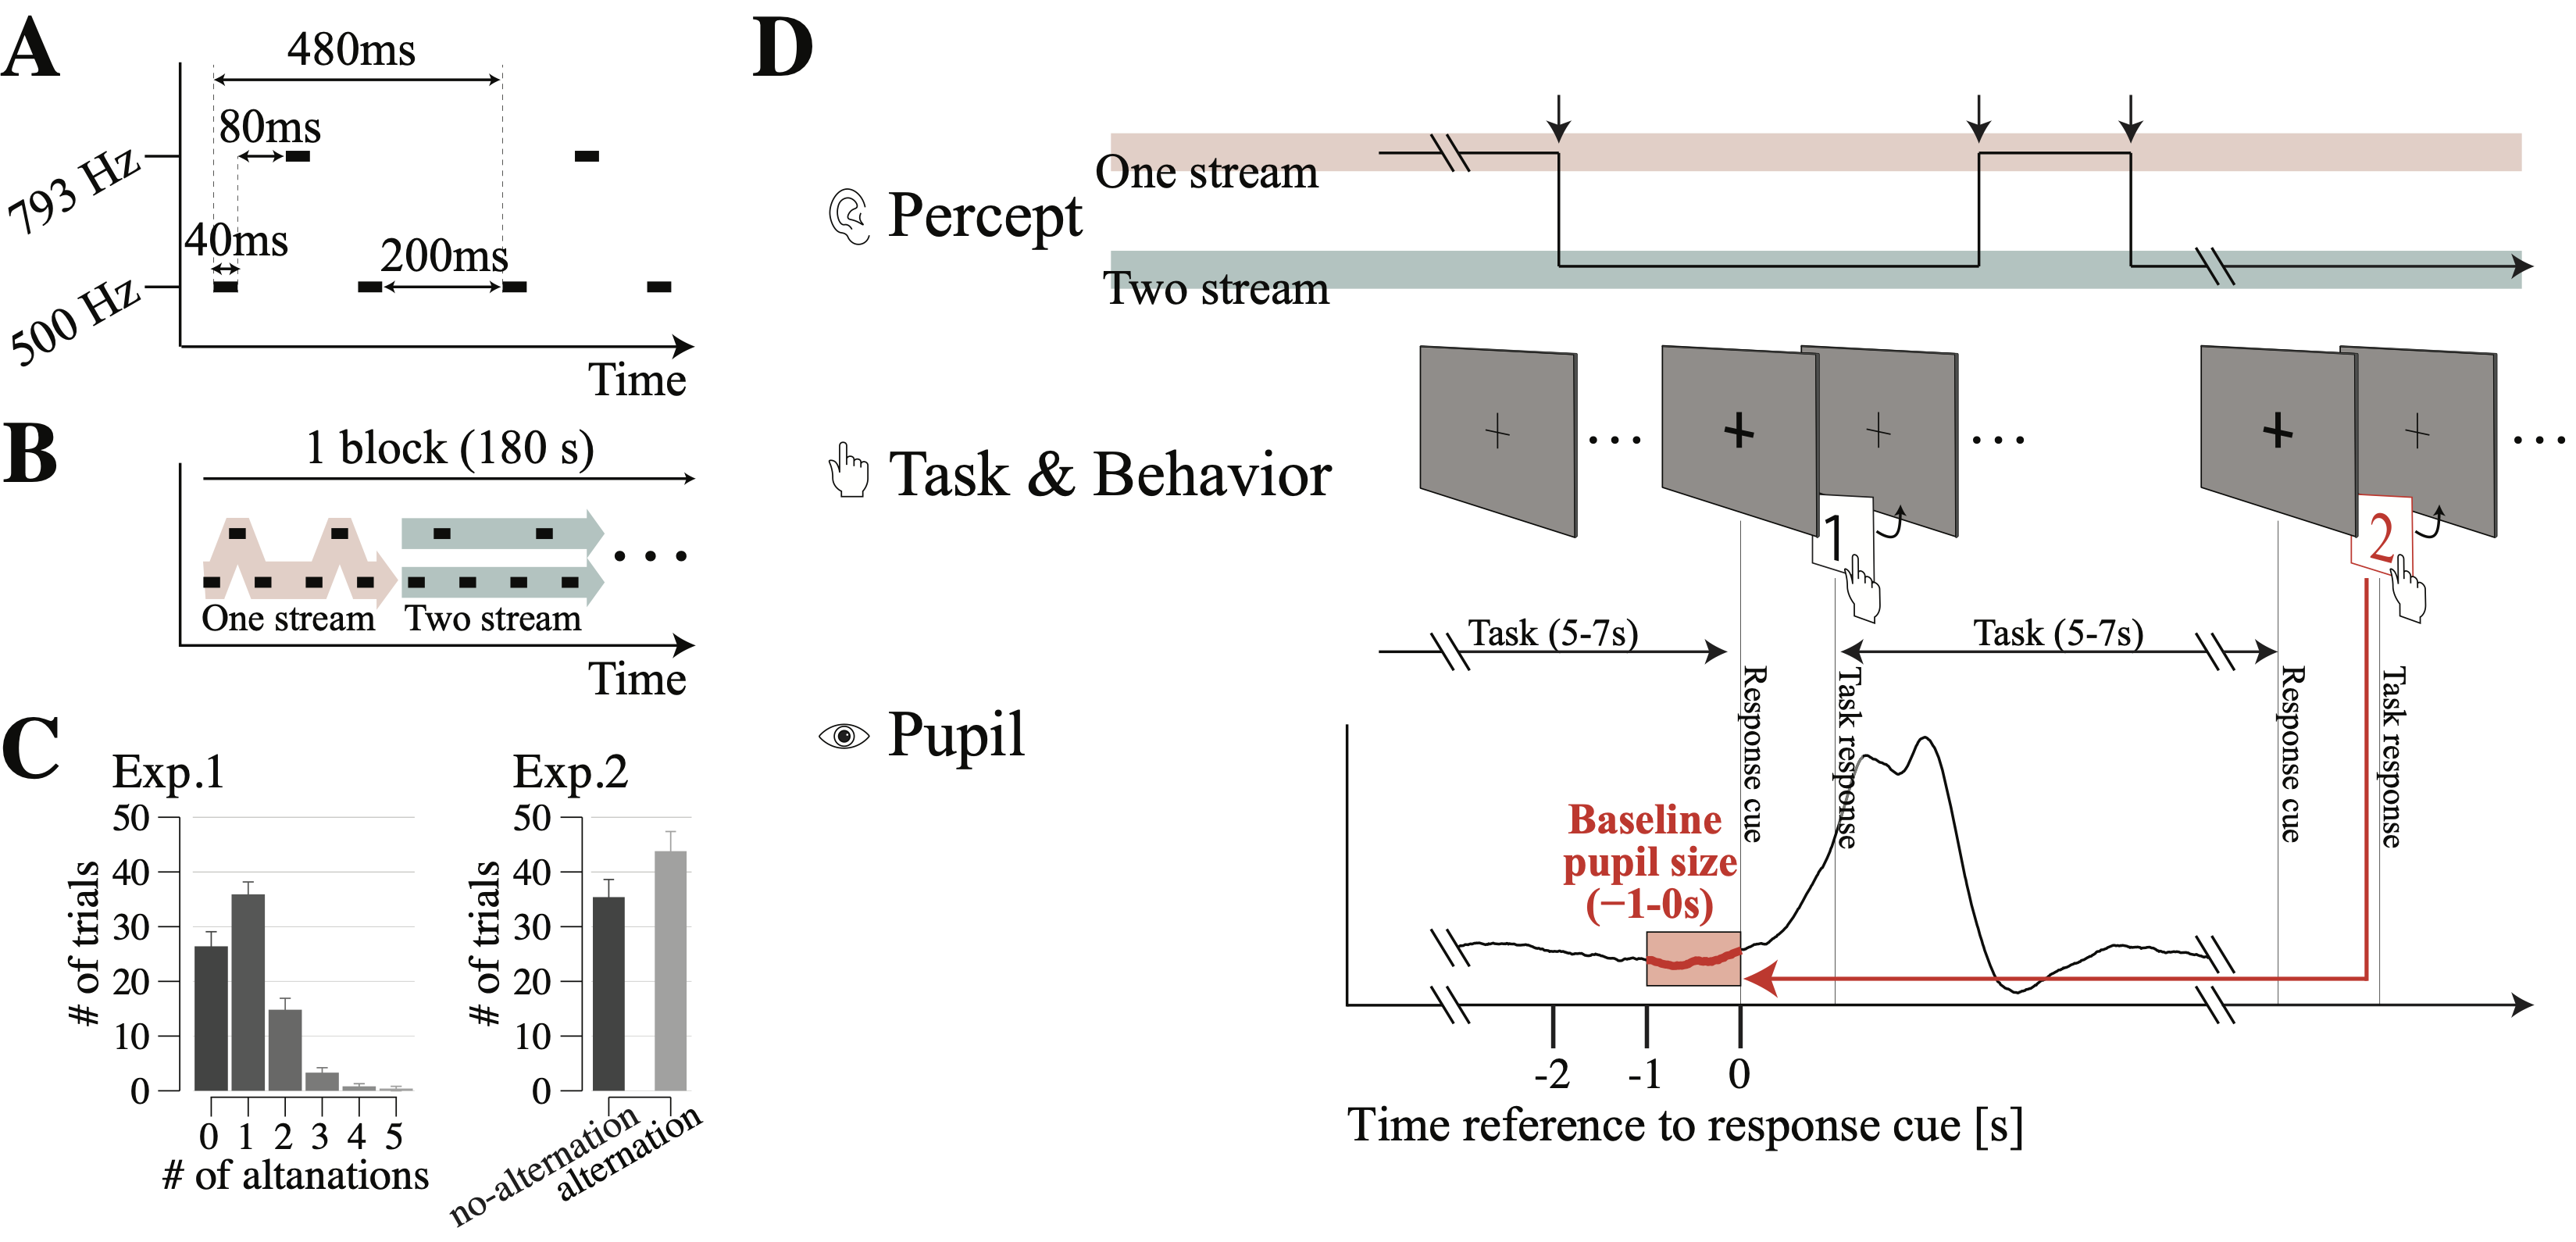 A
480ms
80ms
793 Hz
40ms
200ms
500 Hz
Time
B
1 block (180 s)
One stream
Two stream
...
Time
C
Exp.1
# of trials
50
40
30
20
10
0
0 1 2 3 4 5
# of altanations
Exp.2
# of trials
50
40
30
20
10
0
no-alternation
alternation
D
Percept
One stream
Two stream
Task & Behavior
...
...
...
1
2
Task (5-7s)
Task (5-7s)
Response cue
Task response
Response cue
Task response
Pupil
Baseline
pupil size
(−1-0s)
-2 -1 0
Time reference to response cue [s]